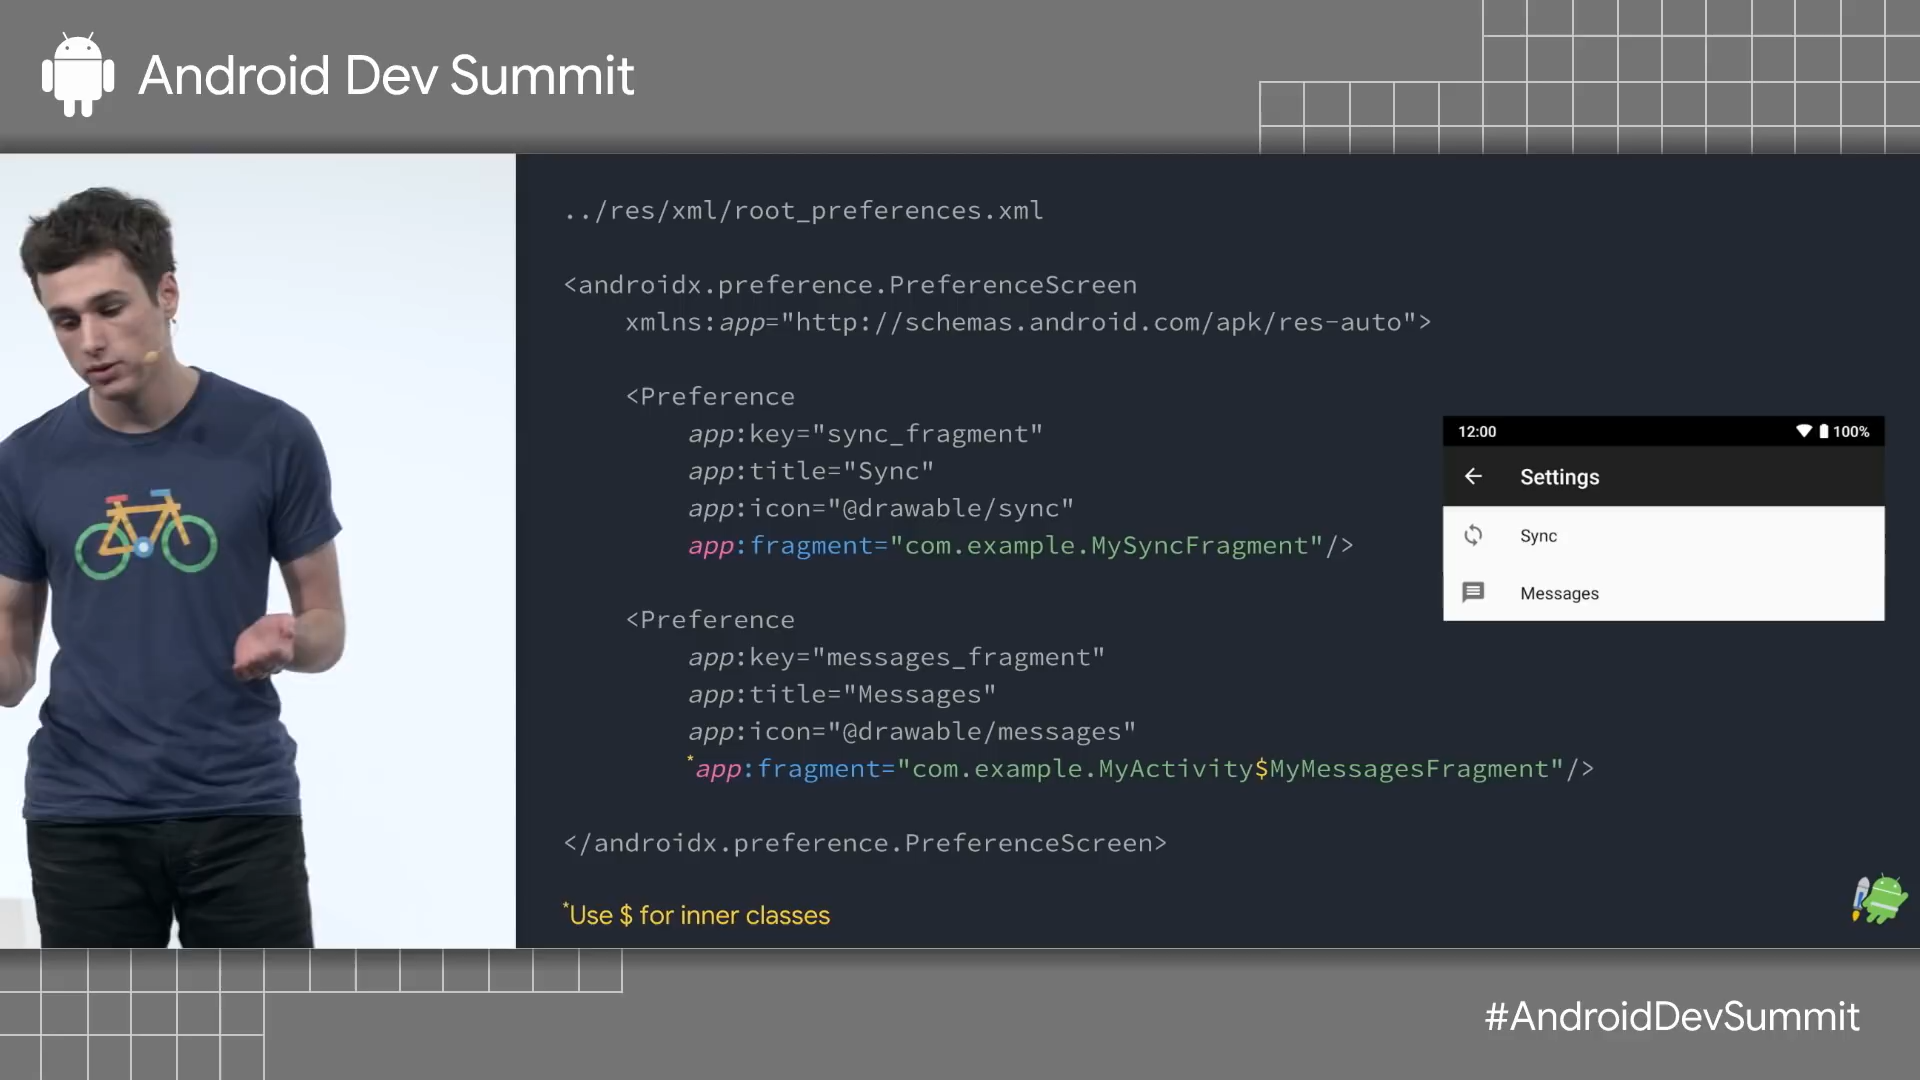 Android Dev Summit
../res/xml/root_preferences.xml
<androidx.preference.PreferenceScreen
xmlns:app="http://schemas.android.com/apk/res-auto">
<Preference
app:key="sync_fragment"
app:title="Sync"
app:icon="@drawable/sync"
app:fragment="com.example.MySyncFragment"/>
<Preference
app:key="messages_fragment"
app:title="Messages"
app:icon="@drawable/messages"
*app:fragment="com.example.MyActivity$MyMessagesFragment"/>
</androidx.preference.PreferenceScreen>
*Use $ for inner classes
12:00 100%
Settings
Sync
Messages
#AndroidDevSummit